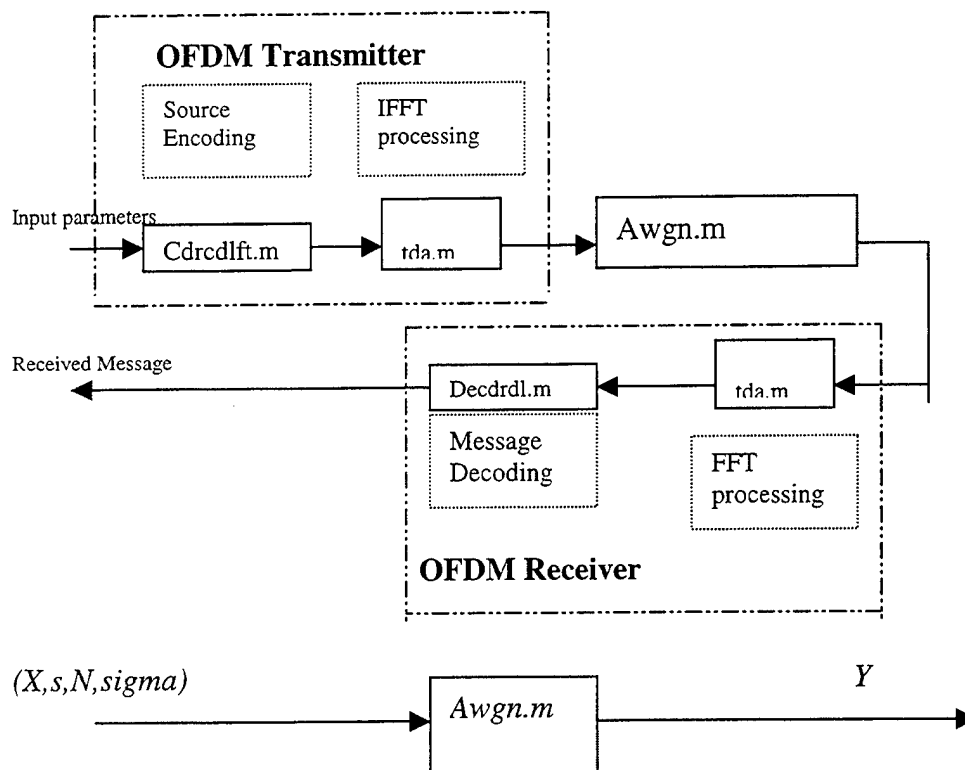 OFDM Transmitter
Source
Encoding
IFFT
processing
Input parameters
Cdrcdlft.m
tda.m
Awgn.m
Received Message
Decdrdl.m
tda.m
Message
Decoding
FFT
processing
OFDM Receiver
(X,s,N,sigma)
Awgn.m
Y